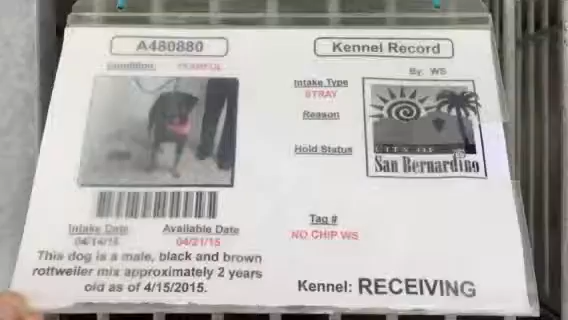 A480880
Kennel Record
Condition: FEARFUL
By: WS
Intake Type
STRAY
Reason
Hold Status
CITY OF
San Bernardino
Intake Date
Available Date
04/14/15
04/21/15
Tag #
NO CHIP WS
This dog is a male, black and brown
rottweiler mix approximately 2 years
old as of 4/15/2015.
Kennel: RECEIVING